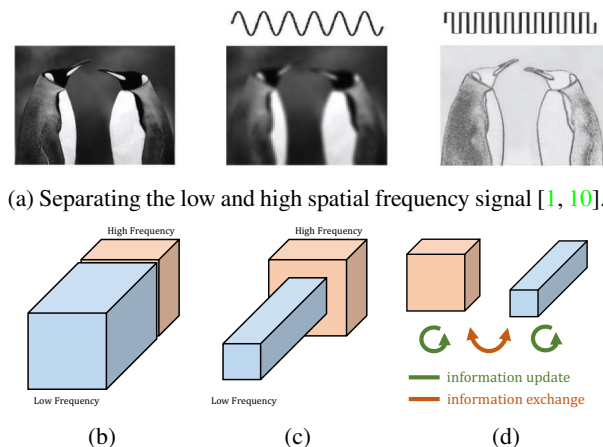 (a) Separating the low and high spatial frequency signal [1, 10].
High Frequency
Low Frequency
(b)
High Frequency
Low Frequency
(c)
information update
information exchange
(d)